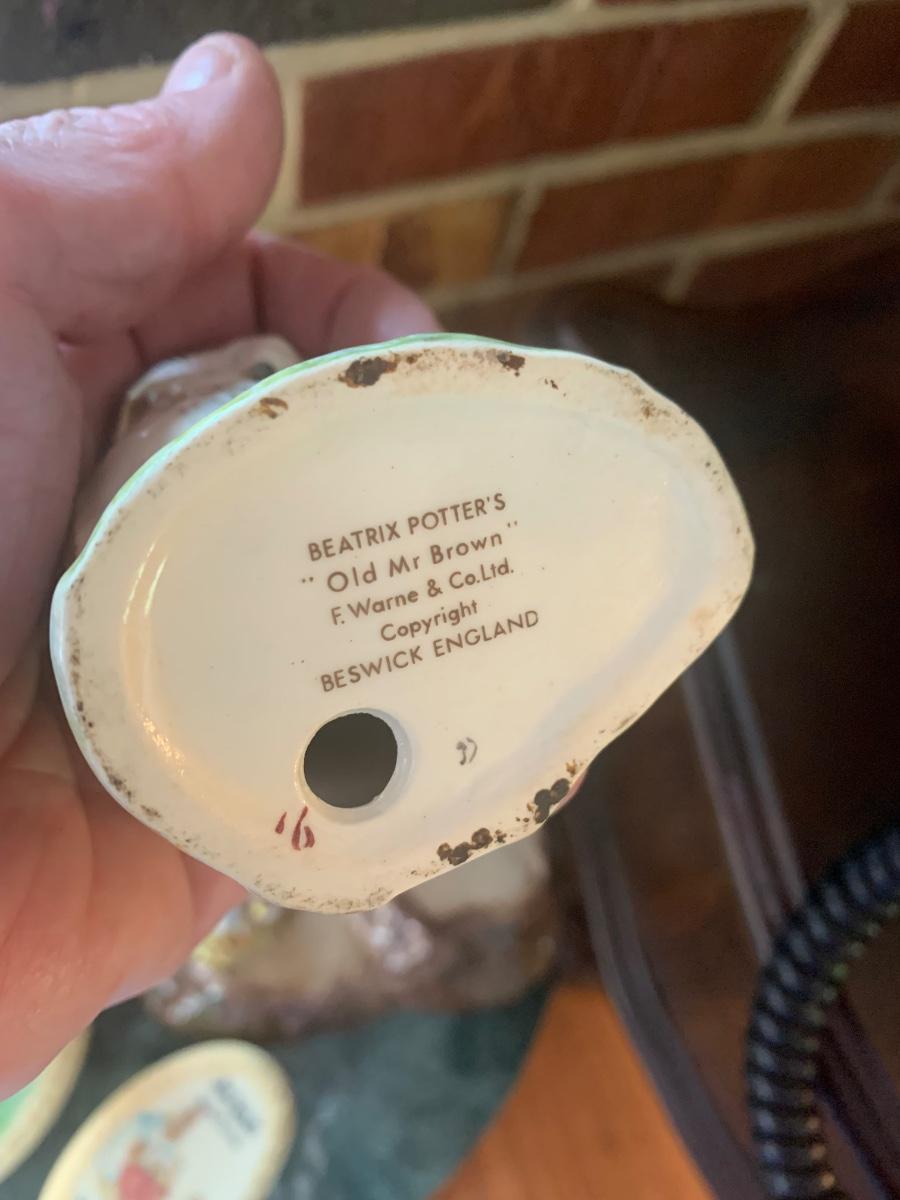 BEATRIX POTTER'S
" Old Mr Brown "
F. Warne & Co.Ltd.
Copyright
BESWICK ENGLAND